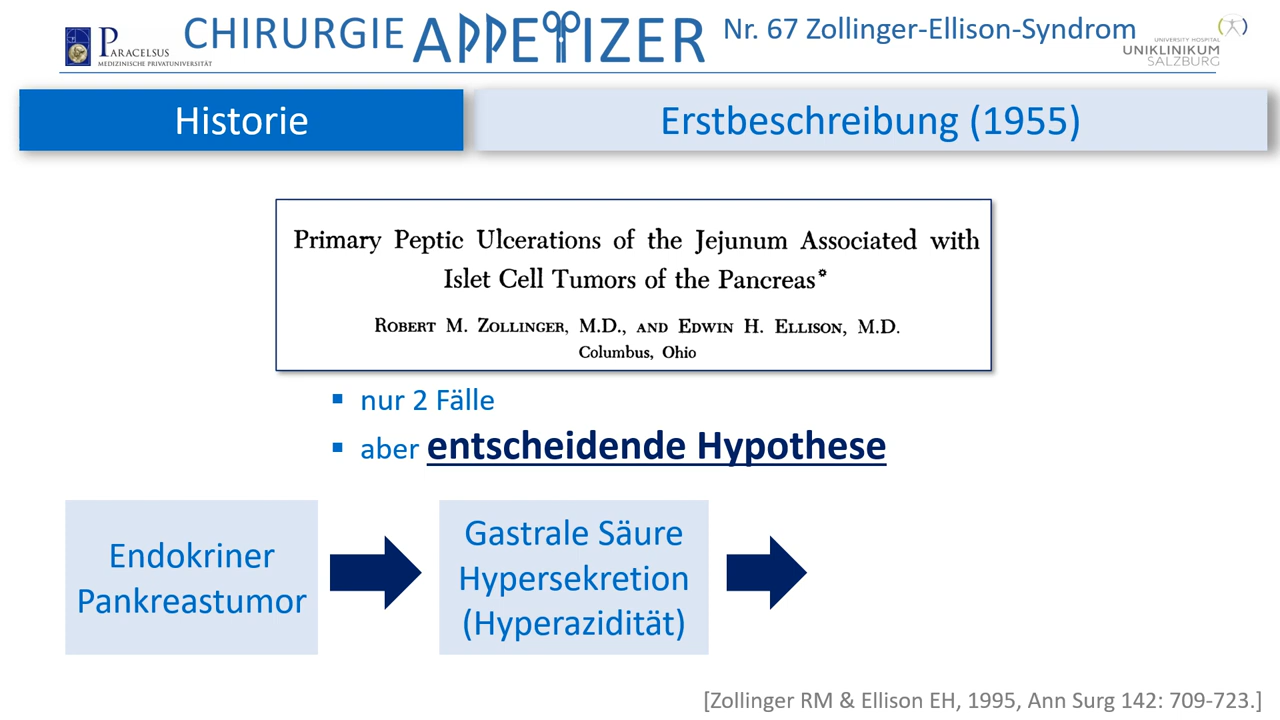 PARACELSUS
MEDIZINISCHE PRIVATUNIVERSITÄT
CHIRURGIE APPETIZER
Nr. 67 Zollinger-Ellison-Syndrom
UNIVERSITY HOSPITAL
UNIKLINIKUM
SALZBURG
Historie
Erstbeschreibung (1955)
Primary Peptic Ulcerations of the Jejunum Associated with
Islet Cell Tumors of the Pancreas*
ROBERT M. ZOLLINGER, M.D., AND EDWIN H. ELLISON, M.D.
Columbus, Ohio
▪ nur 2 Fälle
▪ aber entscheidende Hypothese
Endokriner
Pankreastumor
Gastrale Säure
Hypersekretion
(Hyperazidität)
[Zollinger RM & Ellison EH, 1995, Ann Surg 142: 709-723.]